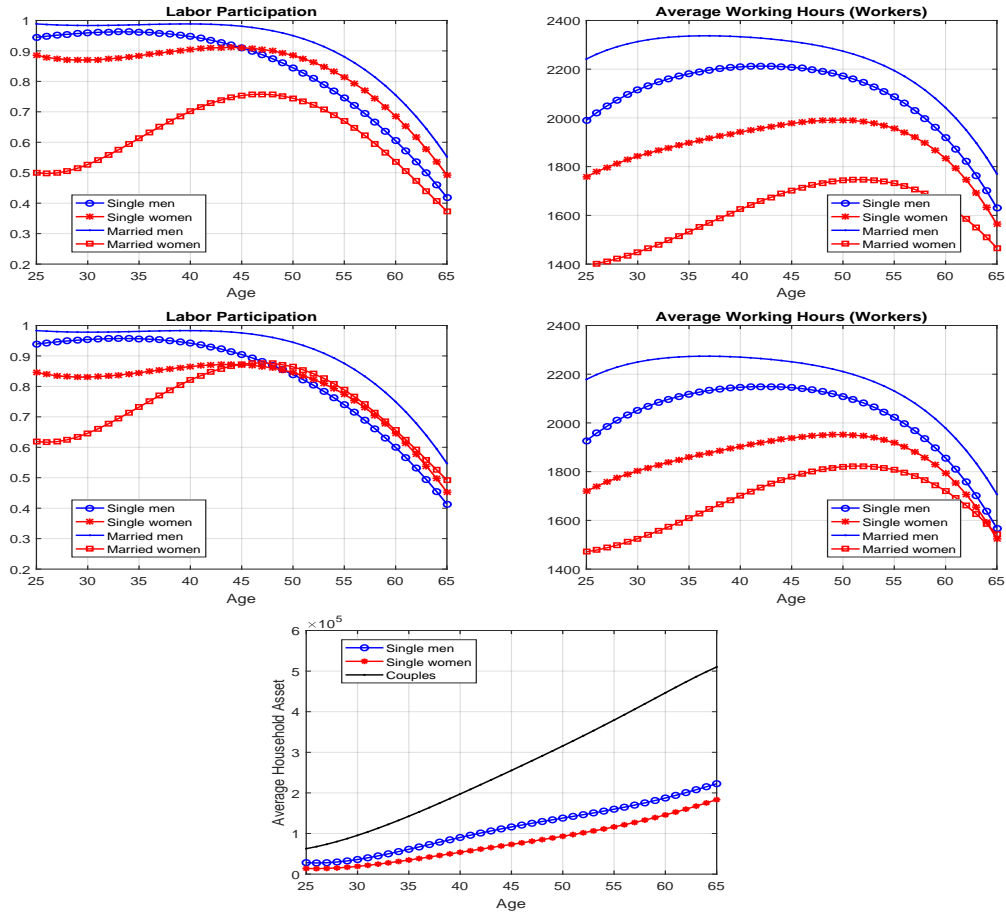 Labor Participation
1
0.9
0.8
0.7
0.6
0.5
0.4
0.3
0.2
25 30 35 40 45 50 55 60 65
Age
Single men
Single women
Married men
Married women
Average Working Hours (Workers)
2400
2200
2000
1800
1600
1400
25 30 35 40 45 50 55 60 65
Age
Single men
Single women
Married men
Married women
Labor Participation
1
0.9
0.8
0.7
0.6
0.5
0.4
0.3
0.2
25 30 35 40 45 50 55 60 65
Age
Single men
Single women
Married men
Married women
Average Working Hours (Workers)
2400
2200
2000
1800
1600
1400
25 30 35 40 45 50 55 60 65
Age
Single men
Single women
Married men
Married women
×10^5
6
5
4
3
2
1
0
Average Household Asset
25 30 35 40 45 50 55 60 65
Age
Single men
Single women
Couples